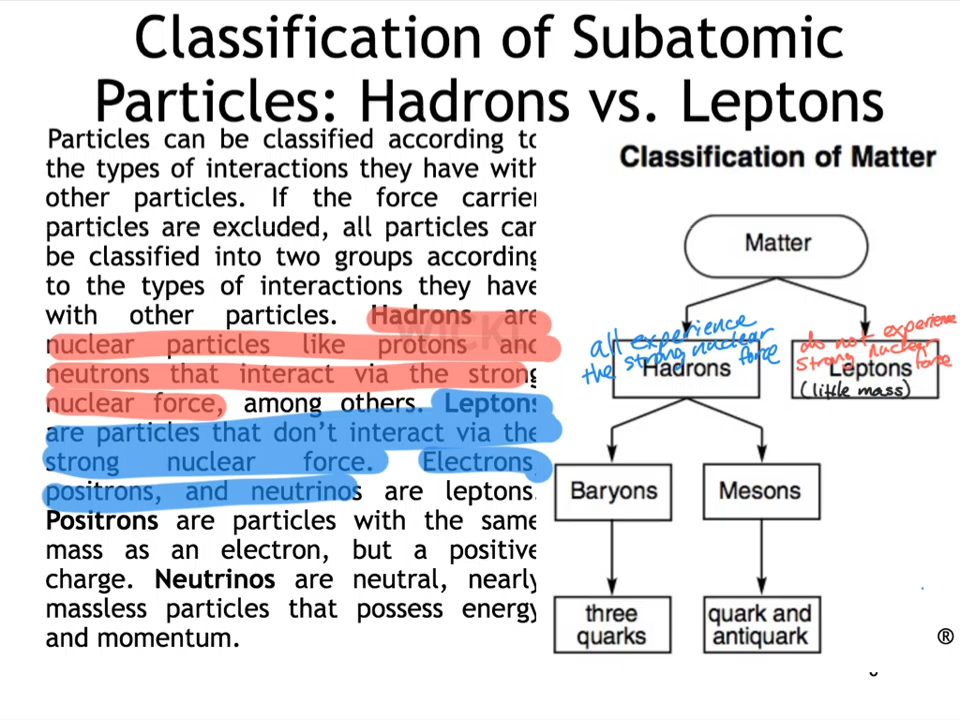 Classification of Subatomic
Particles: Hadrons vs. Leptons
Particles can be classified according to
the types of interactions they have with
other particles. If the force carrier
particles are excluded, all particles can
be classified into two groups according
to the types of interactions they have
with other particles. Hadrons are
nuclear particles like protons and
neutrons that interact via the strong
nuclear force, among others. Leptons
are particles that don't interact via the
strong nuclear force. Electrons,
positrons, and neutrinos are leptons.
Positrons are particles with the same
mass as an electron, but a positive
charge. Neutrinos are neutral, nearly
massless particles that possess energy
and momentum.
Classification of Matter
Matter
all experience
the strong nuclear
force
Hadrons
do not experience
strong nuclear
force
Leptons
(little mass)
Baryons
Mesons
three
quarks
quark and
antiquark
®